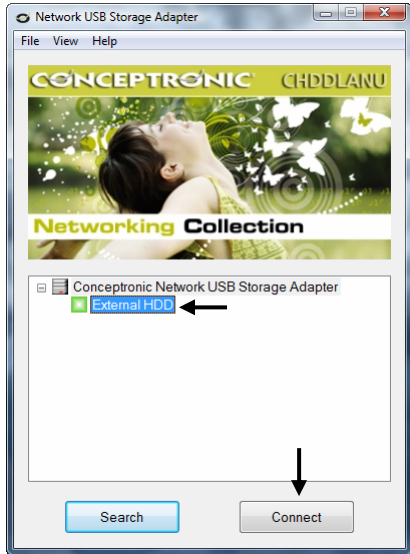 Network USB Storage Adapter
File View Help
CONCEPTRONIC CHDDLANU
Networking Collection
Conceptronic Network USB Storage Adapter
External HDD
Search Connect